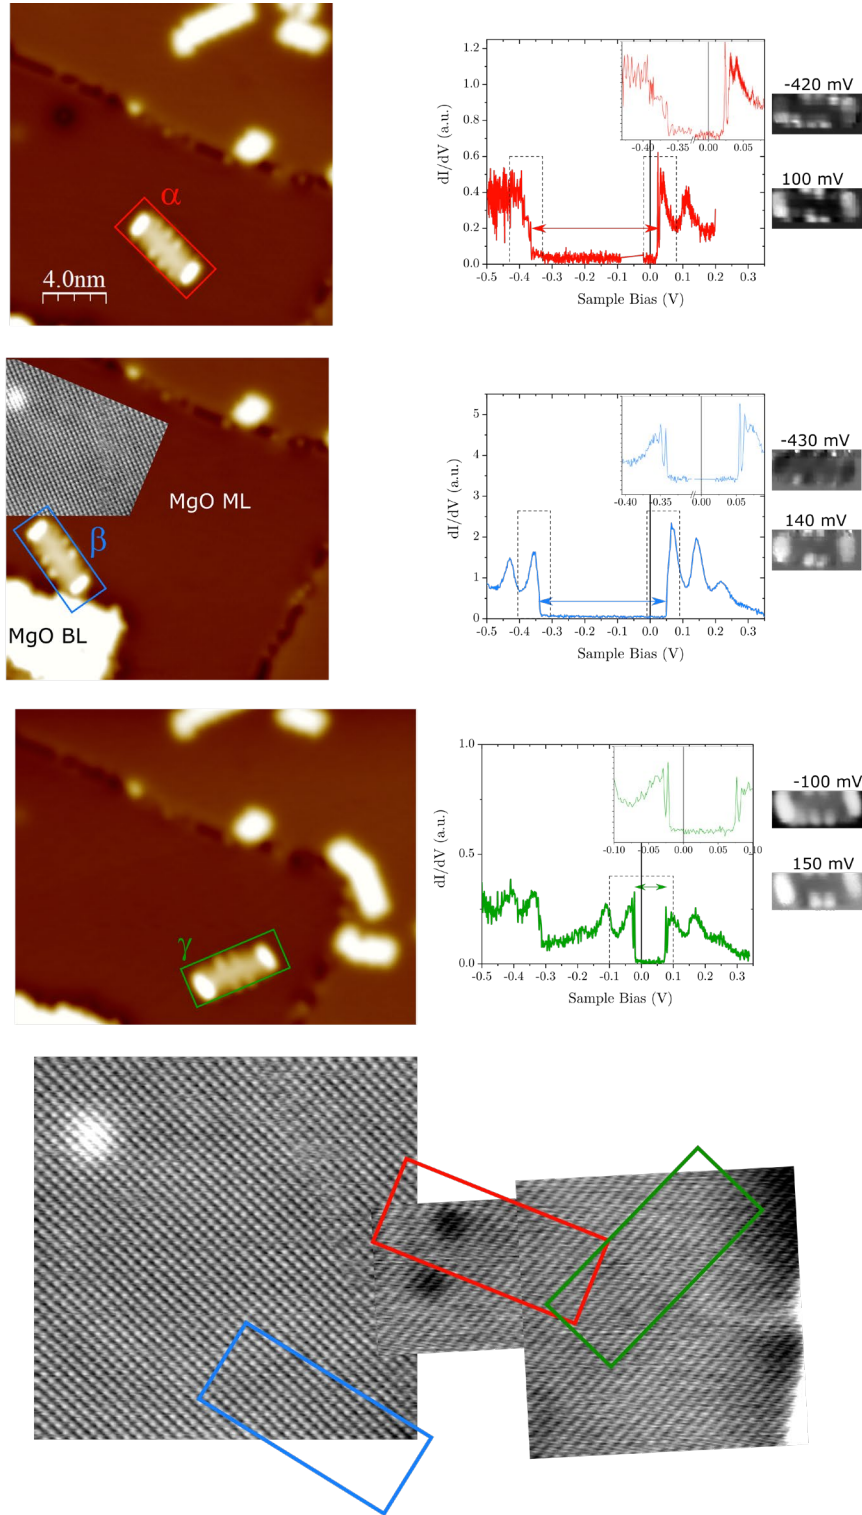 α
4.0nm
1.2
1.0
0.8
0.6
0.4
0.2
0.0
dI/dV (a.u.)
-0.5 -0.4 -0.3 -0.2 -0.1 0.0 0.1 0.2 0.3
Sample Bias (V)
-0.40 -0.35 0.00 0.05
-420 mV
100 mV
MgO ML
β
MgO BL
5
4
3
2
1
0
dI/dV (a.u.)
-0.5 -0.4 -0.3 -0.2 -0.1 0.0 0.1 0.2 0.3
Sample Bias (V)
-0.40 -0.35 0.00 0.05
-430 mV
140 mV
γ
1.0
0.5
0.0
dI/dV (a.u.)
-0.5 -0.4 -0.3 -0.2 -0.1 0.0 0.1 0.2 0.3
Sample Bias (V)
-0.10 -0.05 0.00 0.05 0.10
-100 mV
150 mV